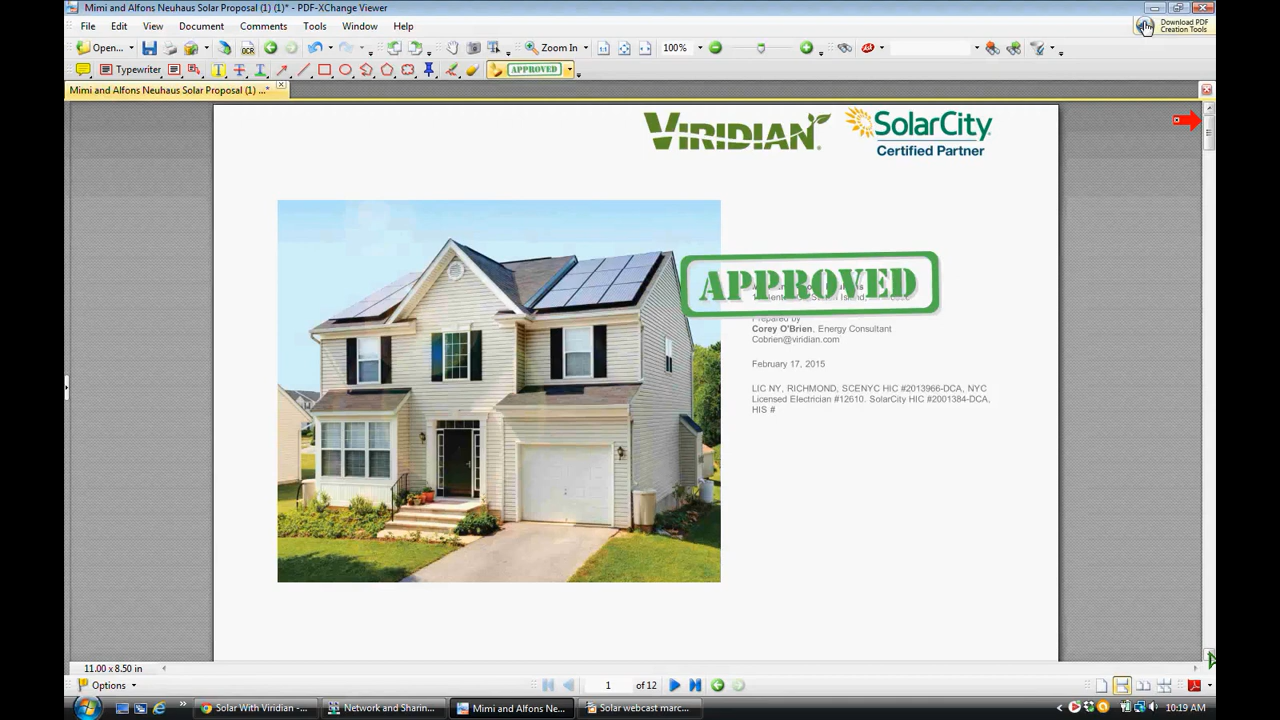 Mimi and Alfons Neuhaus Solar Proposal (1) (1)* - PDF-XChange Viewer
File Edit View Document Comments Tools Window Help
Download PDF
Creation Tools
Open... OCR Zoom In 100%
Typewriter APPROVED
Mimi and Alfons Neuhaus Solar Proposal (1) ...*
VIRIDIAN
SolarCity
Certified Partner
APPROVED
Prepared by
Corey O'Brien, Energy Consultant
Cobrien@viridian.com
February 17, 2015
LIC NY, RICHMOND, SCENYC HIC #2013966-DCA, NYC
Licensed Electrician #12610. SolarCity HIC #2001384-DCA,
HIS #
11.00 x 8.50 in
Options 1 of 12
Solar With Viridian -... Network and Sharin... Mimi and Alfons Ne... Solar webcast marc... 10:19 AM